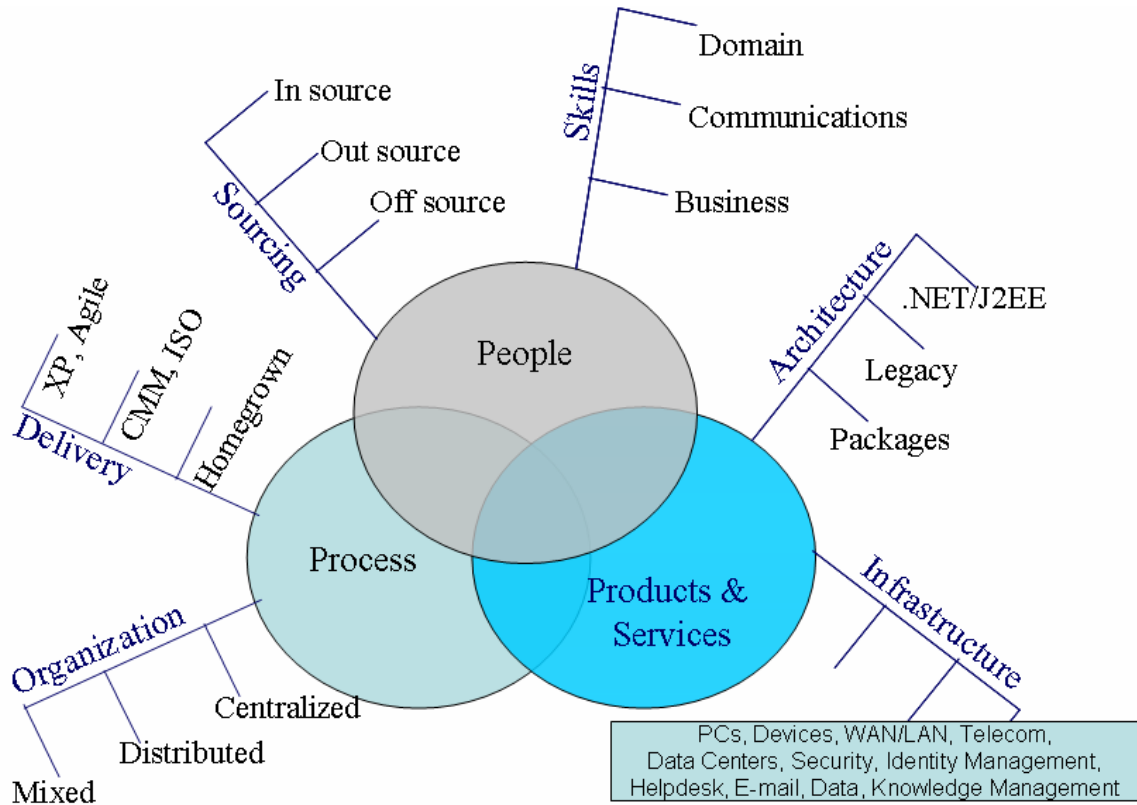 Domain
Skills
Communications
Business
In source
Out source
Off source
Sourcing
Architecture
.NET/J2EE
Legacy
Packages
XP, Agile
CMM, ISO
Homegrown
Delivery
People
Process
Products &
Services
Infrastructure
Organization
Centralized
Distributed
Mixed
PCs, Devices, WAN/LAN, Telecom,
Data Centers, Security, Identity Management,
Helpdesk, E-mail, Data, Knowledge Management